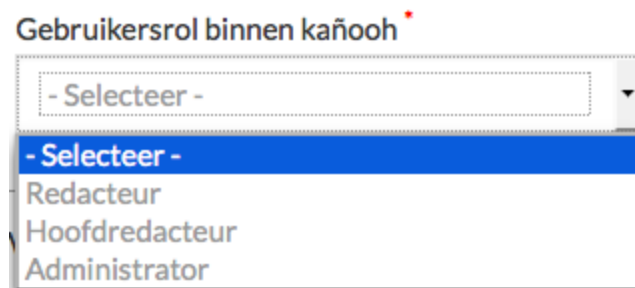 Gebruikersrol binnen kañooh *
- Selecteer -
- Selecteer -
Redacteur
Hoofdredacteur
Administrator